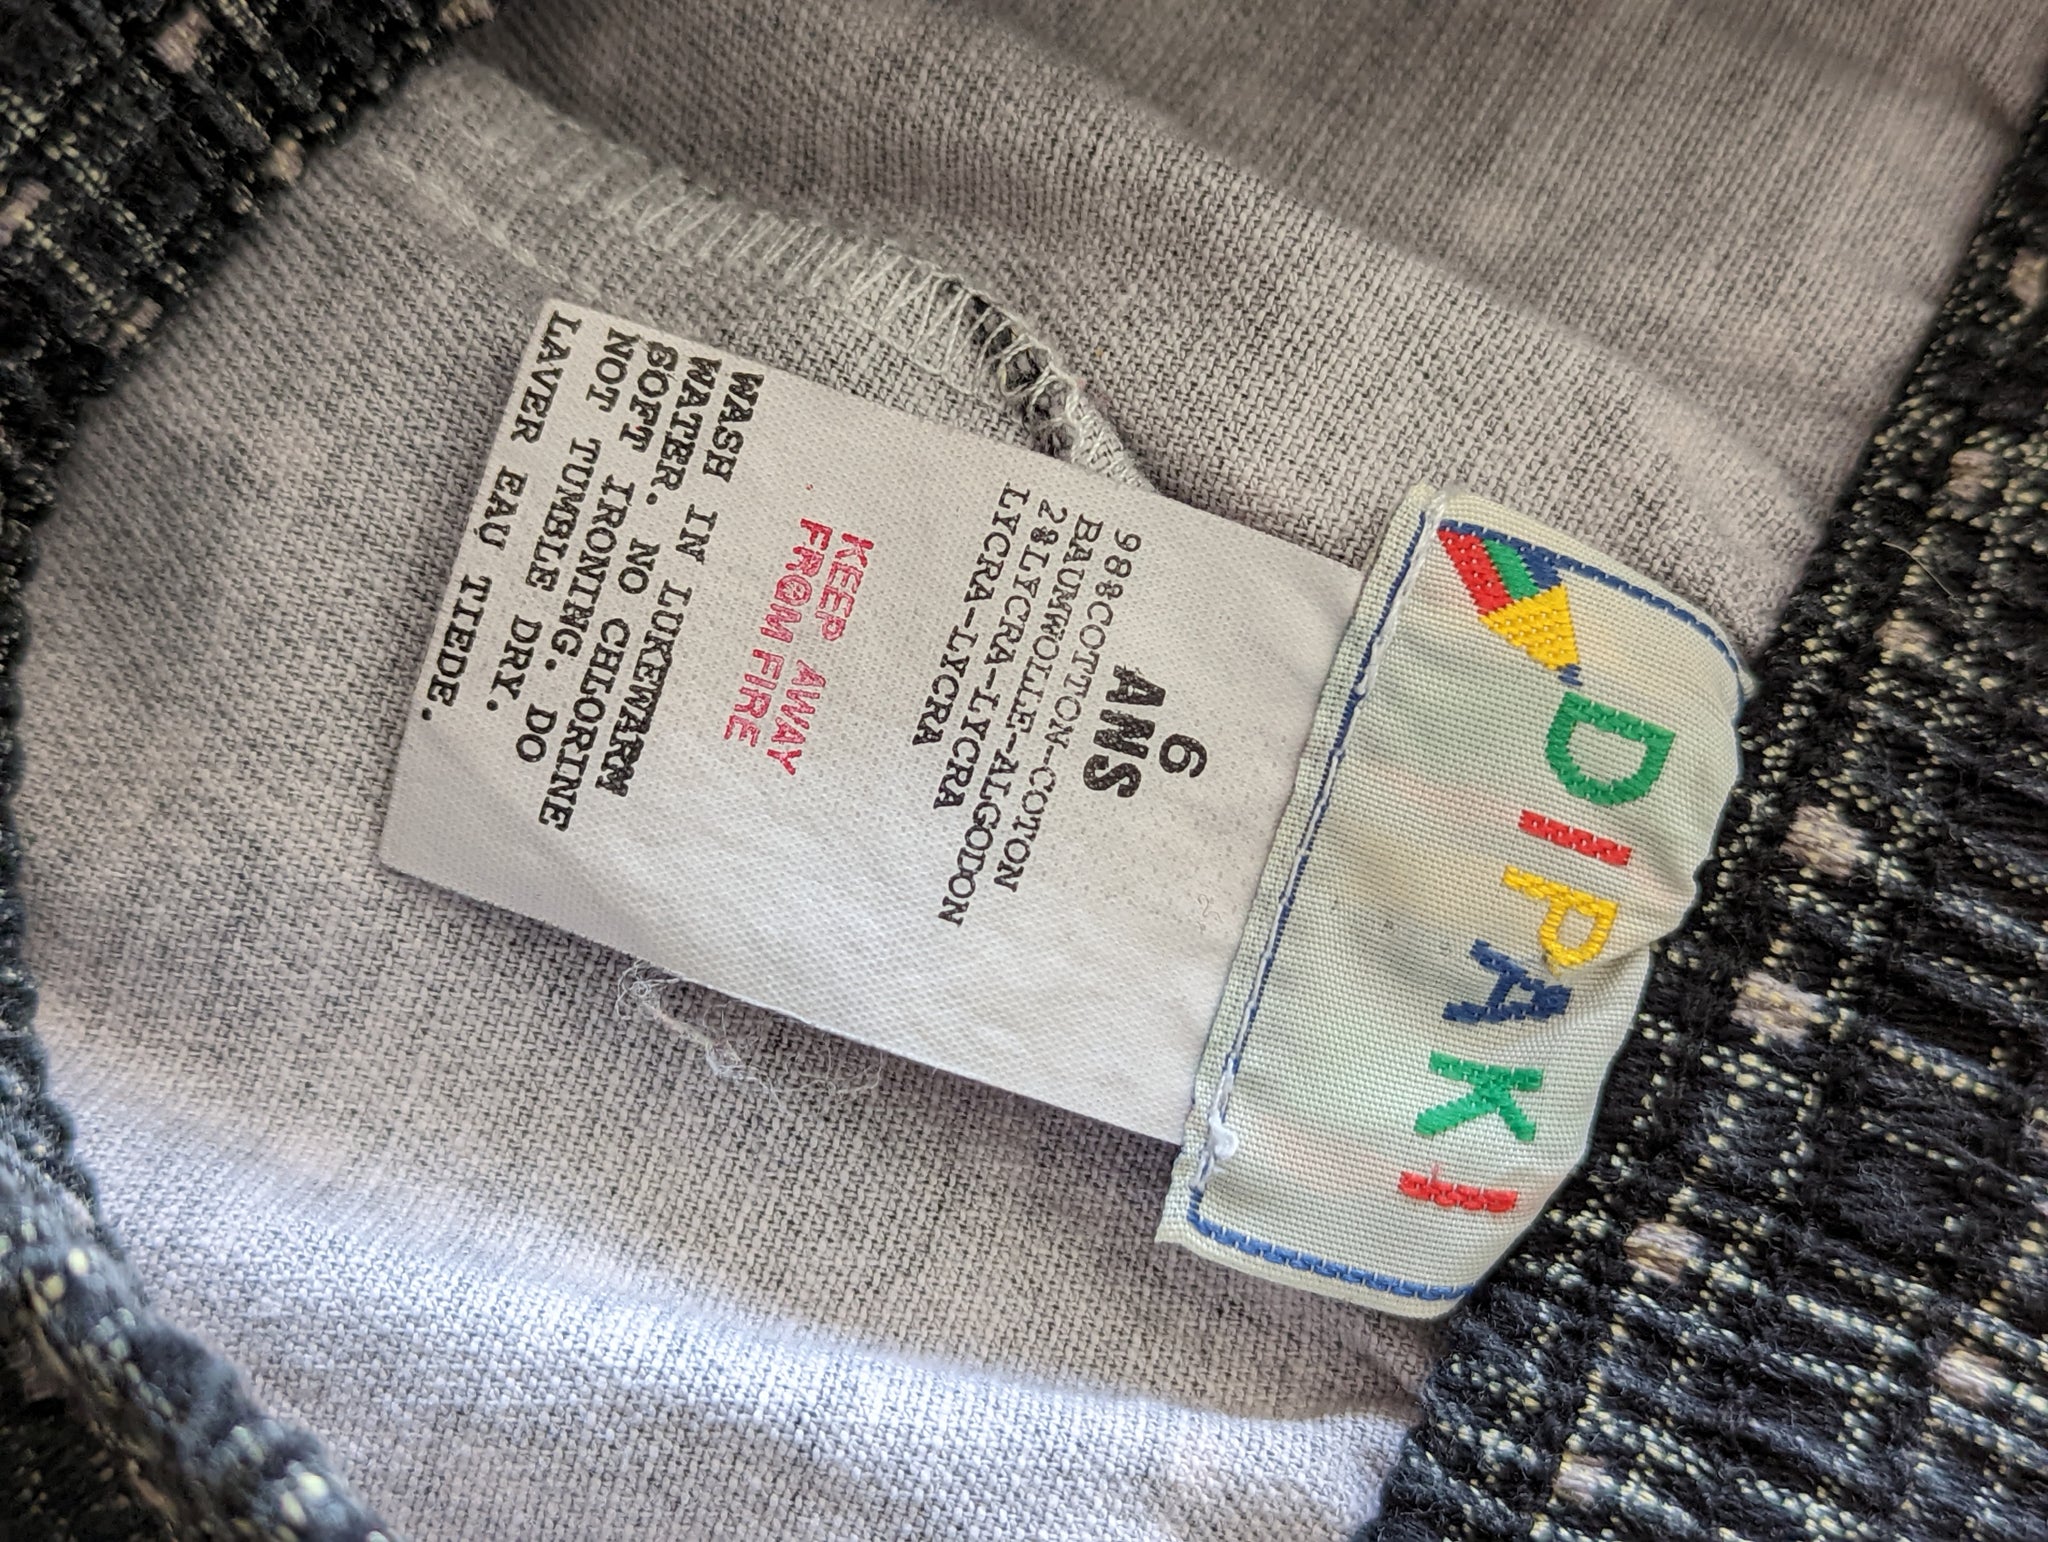 DIPAKI
6
ANS
98%COTTON-COTON
BAUMWOLLE-ALGODON
2%LYCRA-LYCRA
LYCRA-LYCRA
KEEP AWAY
FROM FIRE
WASH IN LUKEWARM
WATER. NO CHLORINE
SOFT IRONING. DO
NOT TUMBLE DRY.
LAVER EAU TIEDE.